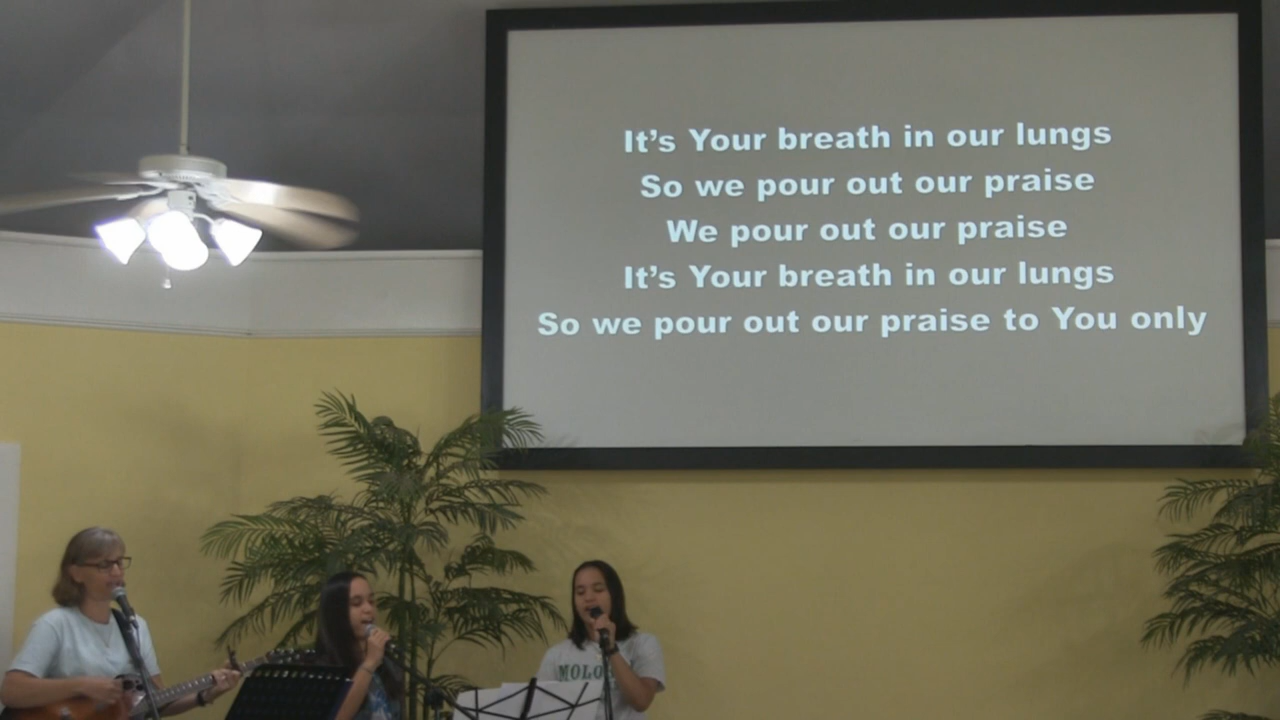 It’s Your breath in our lungs
So we pour out our praise
We pour out our praise
It’s Your breath in our lungs
So we pour out our praise to You only